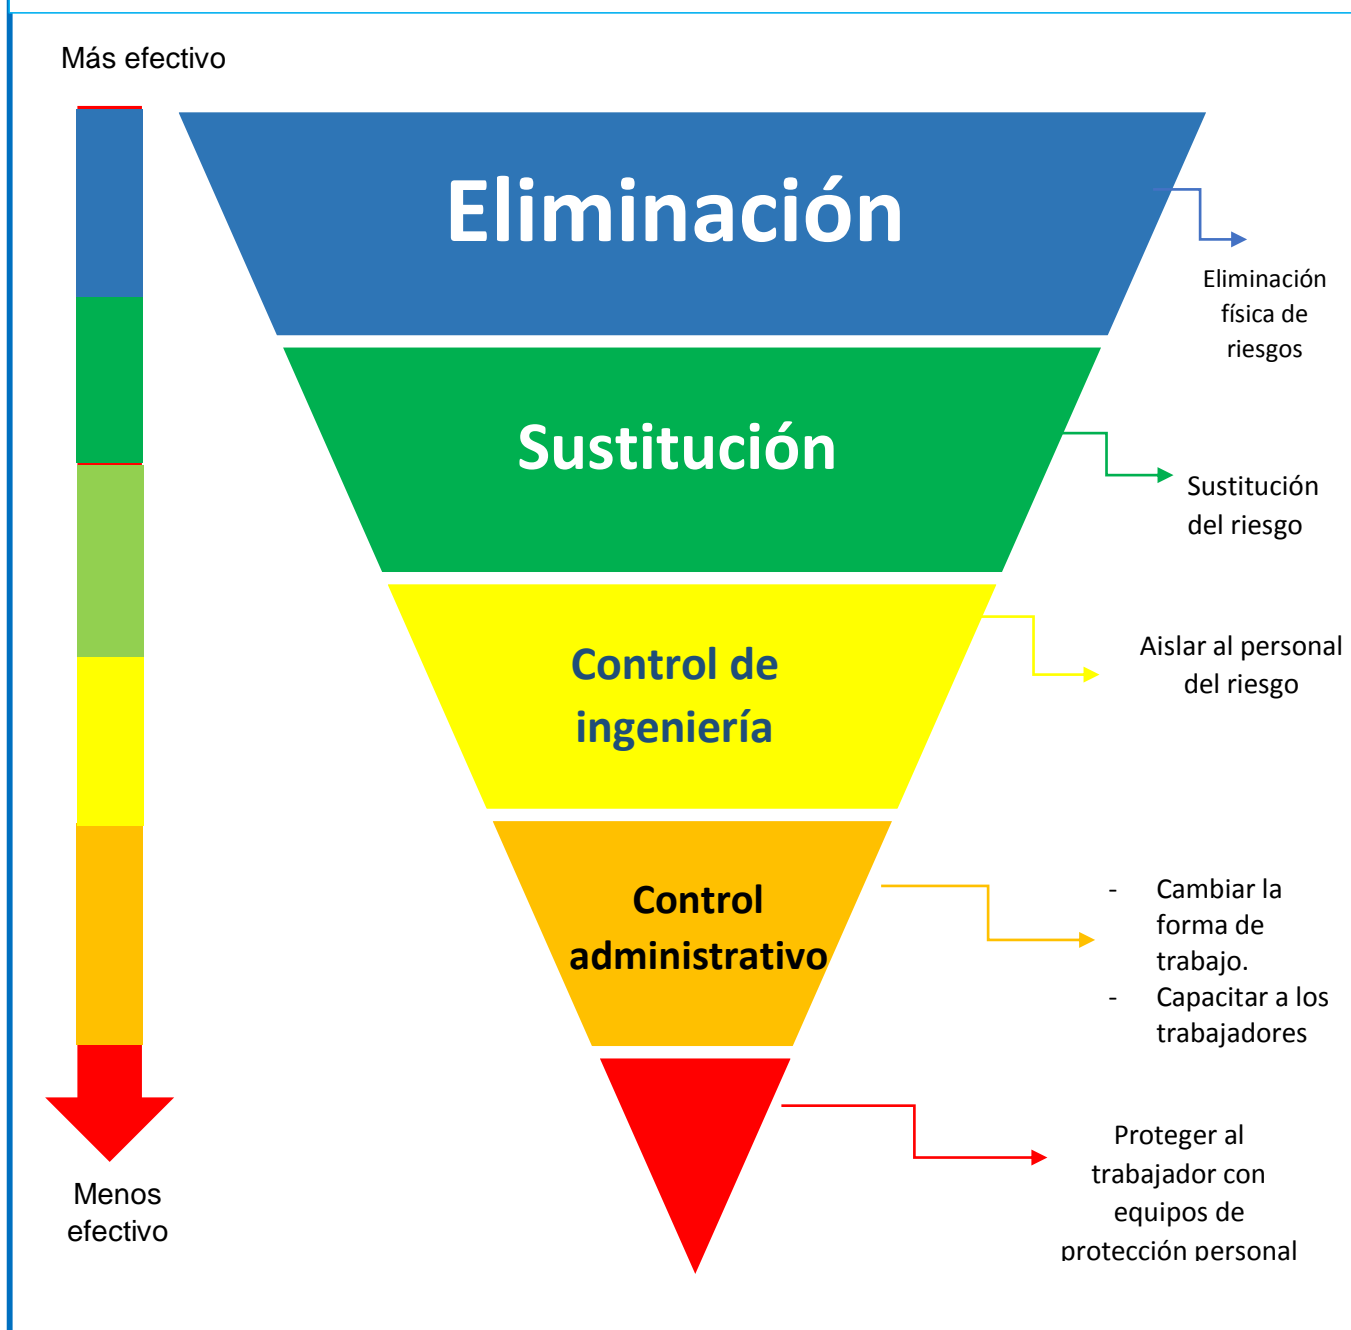 Más efectivo
Eliminación
Eliminación
física de
riesgos
Sustitución
Sustitución
del riesgo
Control de
ingeniería
Aislar al personal
del riesgo
Control
administrativo
- Cambiar la
forma de
trabajo.
- Capacitar a los
trabajadores
Proteger al
trabajador con
equipos de
protección personal
Menos
efectivo